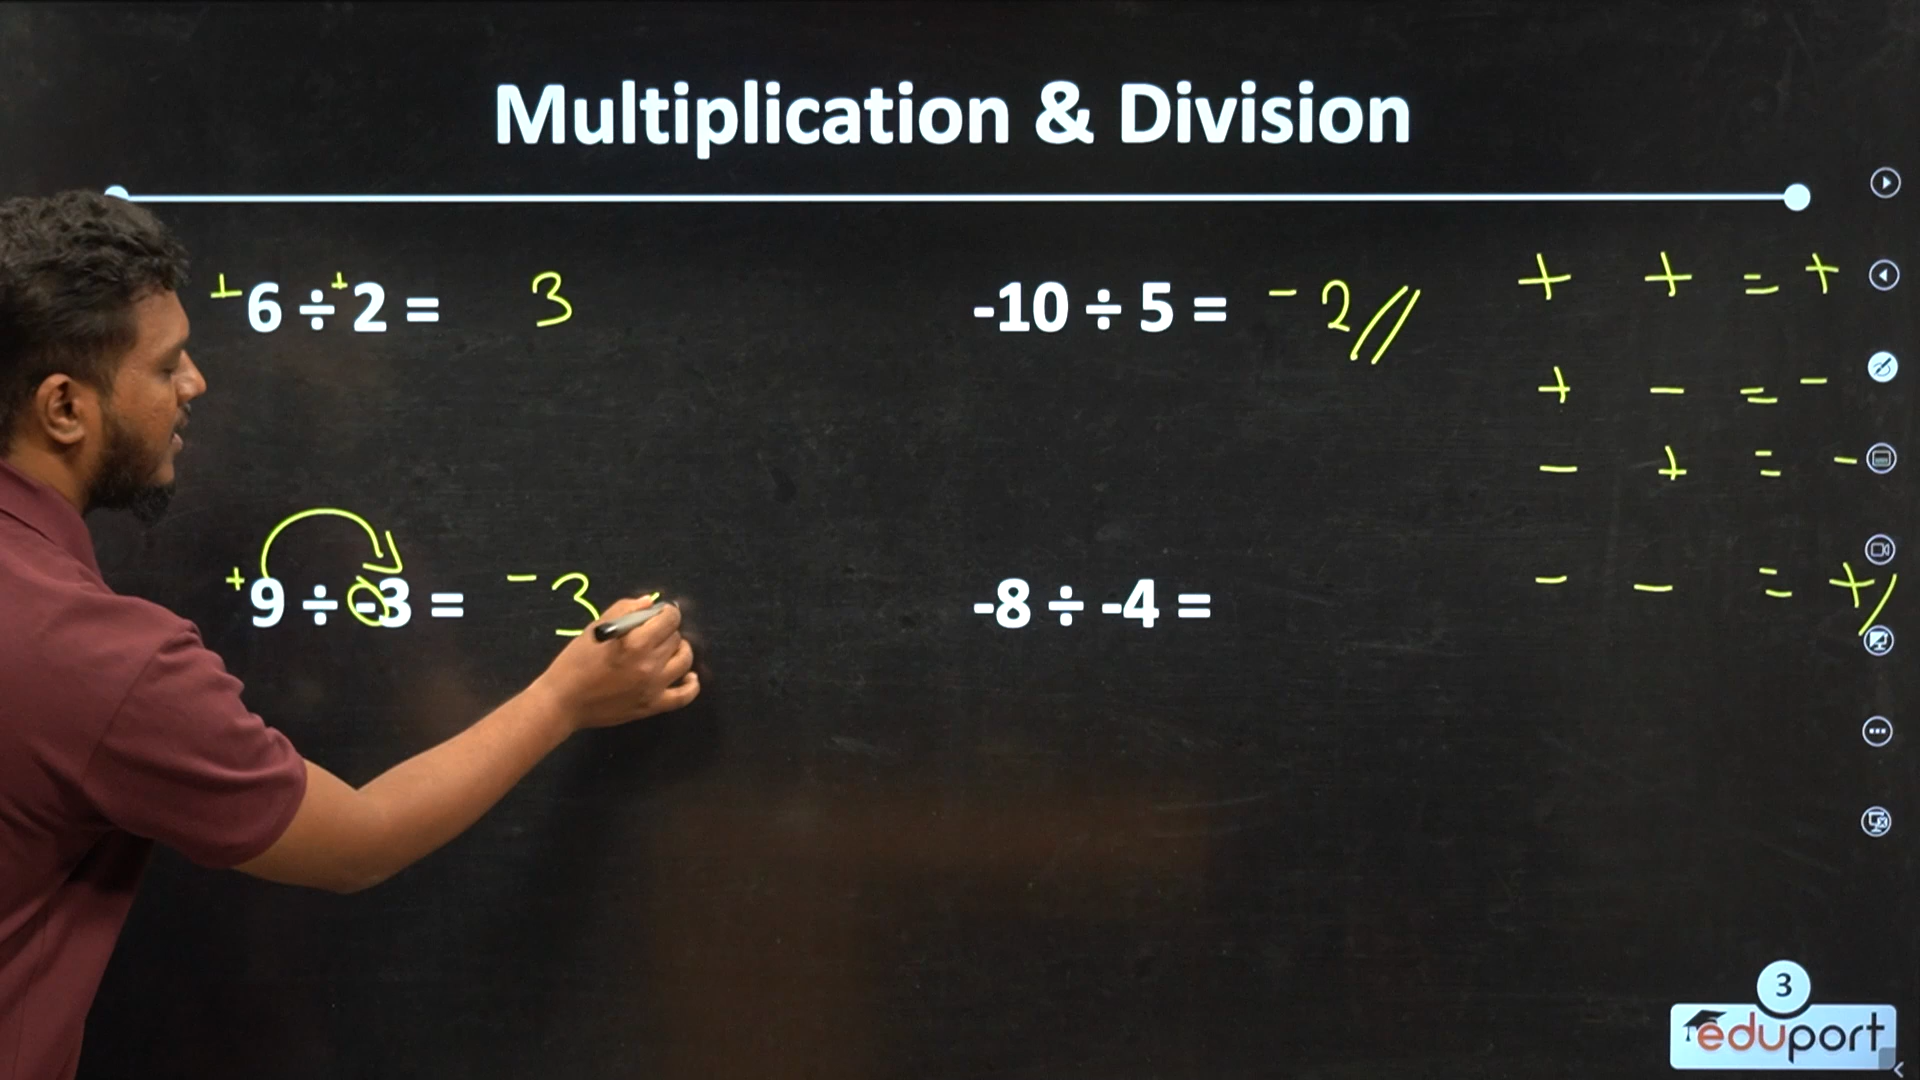 Multiplication & Division
+6 ÷ +2 = 3
-10 ÷ 5 = - 2//
+ + = +
+ - = -
- + = -
+9 ÷ -3 = - 3
-8 ÷ -4 =
- - = +/
3
eduport